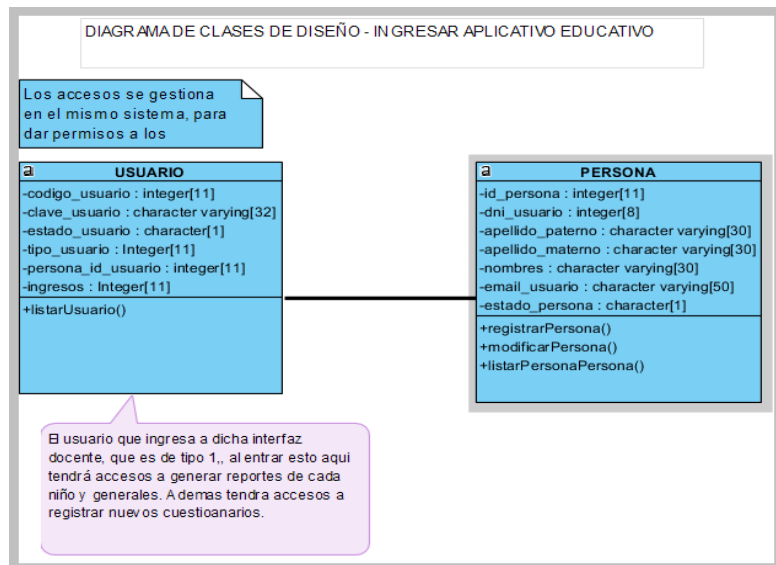 DIAGRAMA DE CLASES DE DISEÑO - INGRESAR APLICATIVO EDUCATIVO
Los accesos se gestiona
en el mismo sistema, para
dar permisos a los
a USUARIO
-codigo_usuario : integer[11]
-clave_usuario : character varying[32]
-estado_usuario : character[1]
-tipo_usuario : Integer[11]
-persona_id_usuario : integer[11]
-ingresos : Integer[11]
+listarUsuario()
a PERSONA
-id_persona : integer[11]
-dni_usuario : integer[8]
-apellido_paterno : character varying[30]
-apellido_materno : character varying[30]
-nombres : character varying[30]
-email_usuario : character varying[50]
-estado_persona : character[1]
+registrarPersona()
+modificarPersona()
+listarPersonaPersona()
El usuario que ingresa a dicha interfaz
docente, que es de tipo 1,, al entrar esto aqui
tendrá accesos a generar reportes de cada
niño y generales. Ademas tendra accesos a
registrar nuevos cuestioanarios.